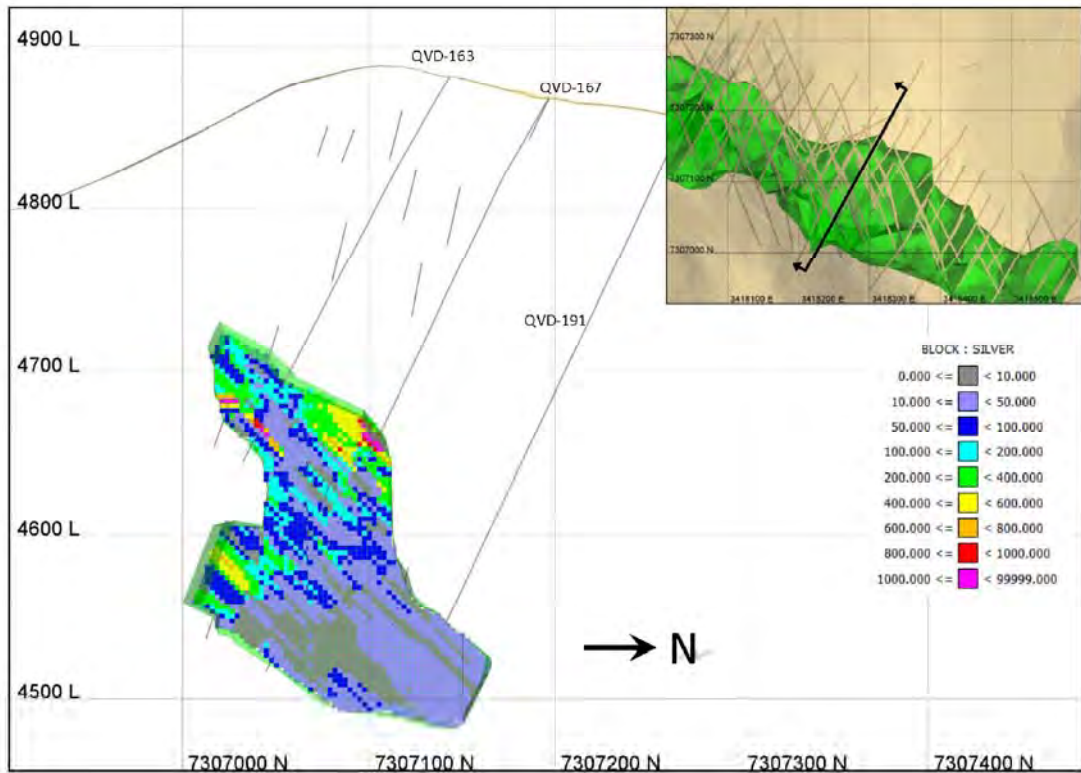 4900 L
4800 L
4700 L
4600 L
4500 L
QVD-163
QVD-167
QVD-191
7307300 N
7307200 N
7307100 N
7307000 N
3418100 E
BLOCK : SILVER
0.000 <= < 10.000
10.000 <= < 50.000
50.000 <= < 100.000
100.000 <= < 200.000
200.000 <= < 400.000
400.000 <= < 600.000
600.000 <= < 800.000
800.000 <= < 1000.000
1000.000 <= < 99999.000
N
7307000 N
7307100 N
7307200 N
7307300 N
7307400 N